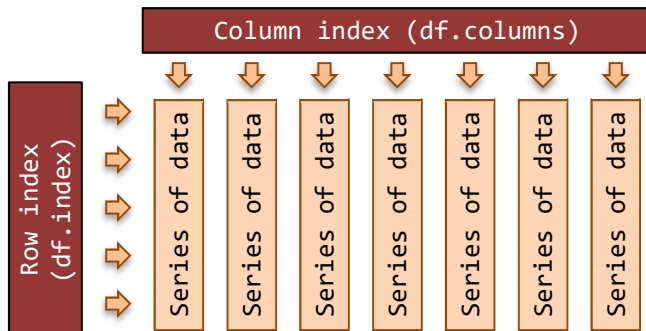 Column index (df.columns)
Row index
(df.index)
Series of data
Series of data
Series of data
Series of data
Series of data
Series of data
Series of data